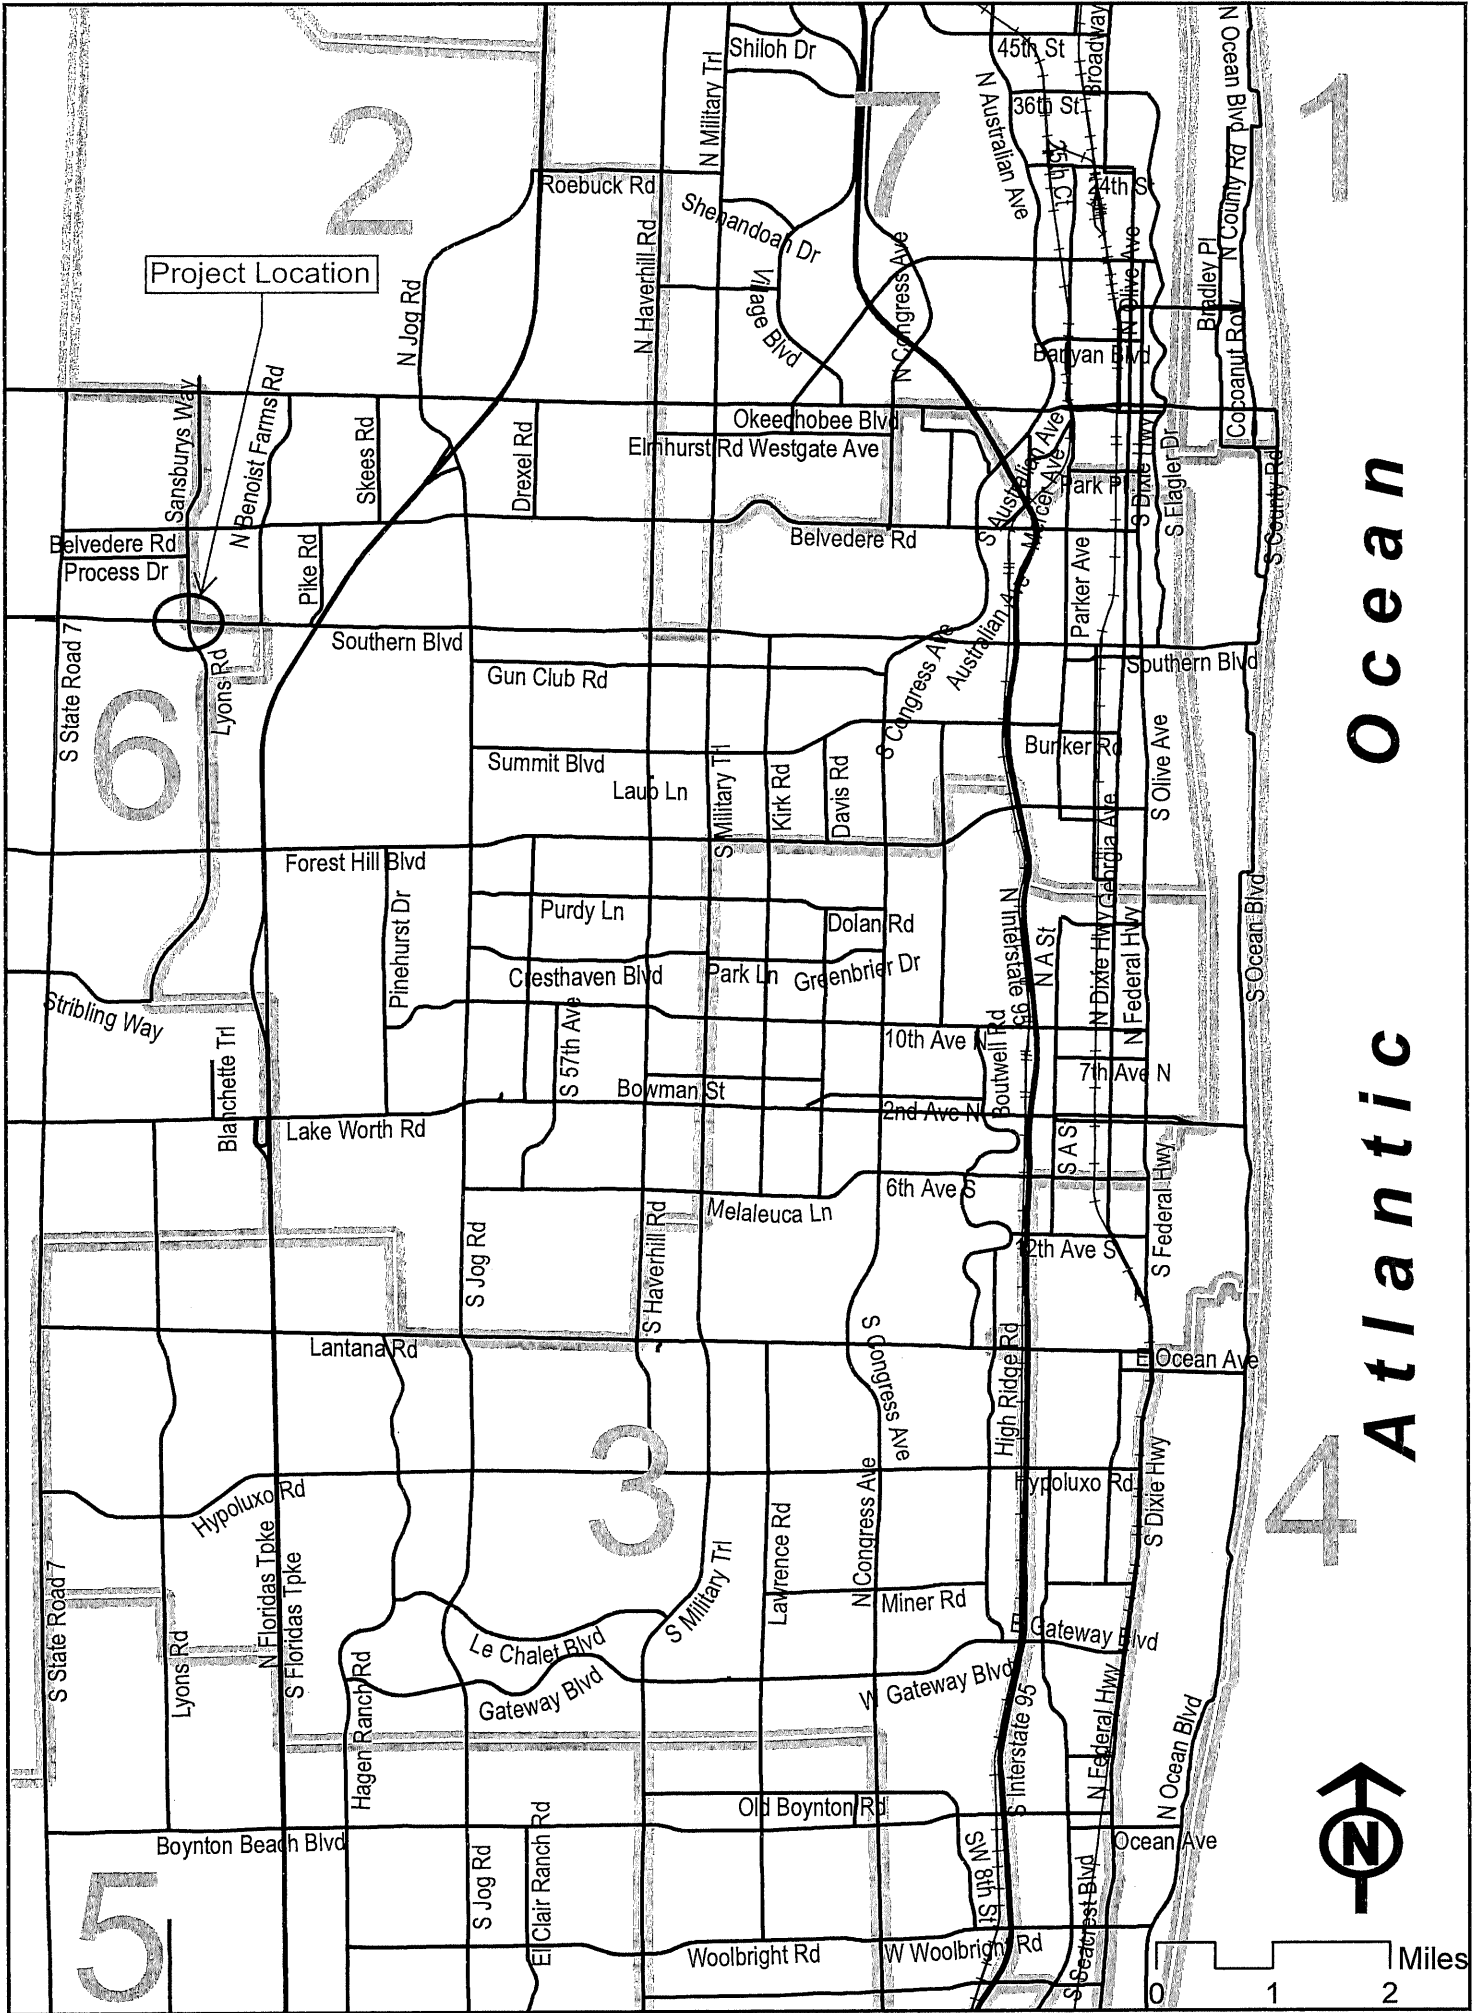 Shiloh Dr
45th St
Broadway
N Ocean Blvd
2
7
1
N Military Trl
N Australian Ave
36th St
25th Ct
24th St
Roebuck Rd
Shenandoah Dr
N County Rd
Project Location
N Haverhill Rd
N Jog Rd
Village Blvd
N Congress Ave
N Congress Ave
N Olive Ave
Bradley Pl
Banyan Blvd
Cocoanut Row
Sansburys Way
N Benoist Farms Rd
Skees Rd
Drexel Rd
Okeechobee Blvd
Elmhurst Rd
Westgate Ave
S Australian Ave
Mercer Ave
Park Pl
S Dixie Hwy
S Flagler Dr
S County Rd
Belvedere Rd
Process Dr
Pike Rd
Belvedere Rd
Parker Ave
Australian Ave
Southern Blvd
Southern Blvd
S State Road 7
Lyons Rd
Gun Club Rd
S Congress Ave
6
Summit Blvd
Laub Ln
S Military Trl
Kirk Rd
Davis Rd
Bunker Rd
S Olive Ave
Georgia Ave
Forest Hill Blvd
Pinehurst Dr
Purdy Ln
Dolan Rd
N Interstate 95
N A St
N Dixie Hwy
N Federal Hwy
S Ocean Blvd
Cresthaven Blvd
Park Ln
Greenbrier Dr
Stribling Way
Blanchette Trl
S 57th Ave
10th Ave N
Boutwell Rd
7th Ave N
Bowman St
2nd Ave N
Lake Worth Rd
S A St
6th Ave S
Melaleuca Ln
S Jog Rd
S Haverhill Rd
12th Ave S
S Federal Hwy
Lantana Rd
S Congress Ave
High Ridge Rd
E Ocean Ave
3
4
Hypoluxo Rd
Hypoluxo Rd
N Floridas Tpke
S Floridas Tpke
S State Road 7
Lyons Rd
Hagen Ranch Rd
Le Chalet Blvd
Gateway Blvd
S Military Trl
Lawrence Rd
N Congress Ave
Miner Rd
S Dixie Hwy
E Gateway Blvd
W Gateway Blvd
S Interstate 95
N Federal Hwy
N Ocean Blvd
Old Boynton Rd
Boynton Beach Blvd
Ocean Ave
5
S Jog Rd
El Clair Ranch Rd
SW 8th St
S Seacrest Blvd
Woolbright Rd
W Woolbright Rd
Atlantic Ocean
N
Miles
0 1 2